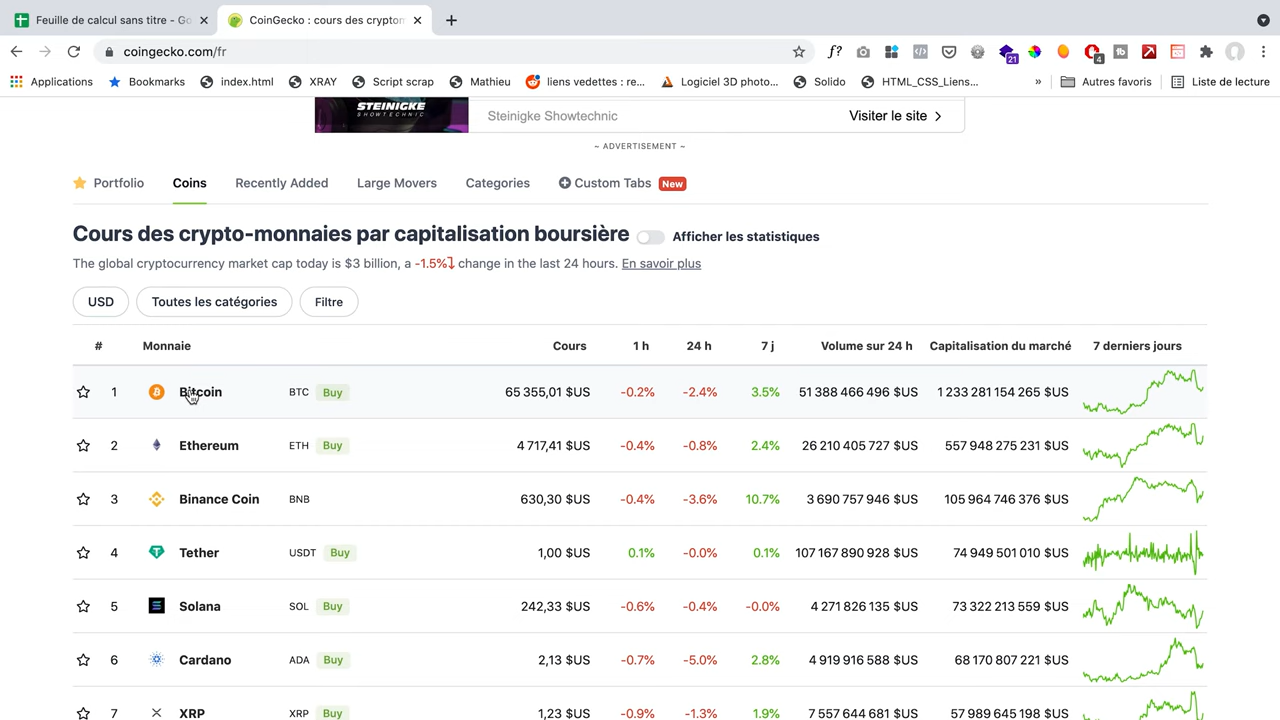 Feuille de calcul sans titre - Go
CoinGecko : cours des crypton
coingecko.com/fr
f?
21
4
Applications
Bookmarks
index.html
XRAY
Script scrap
Mathieu
liens vedettes : re...
Logiciel 3D photo...
Solido
HTML_CSS_Liens...
»
Autres favoris
Liste de lecture
STEINIGKE
SHOWTECHNIC
Steinigke Showtechnic
Visiter le site
~ ADVERTISEMENT ~
Portfolio Coins Recently Added Large Movers Categories Custom Tabs New
Cours des crypto-monnaies par capitalisation boursière Afficher les statistiques
The global cryptocurrency market cap today is $3 billion, a -1.5% change in the last 24 hours. En savoir plus
USD Toutes les catégories Filtre
# Monnaie Cours 1 h 24 h 7 j Volume sur 24 h Capitalisation du marché 7 derniers jours
1 Bitcoin BTC Buy 65 355,01 $US -0.2% -2.4% 3.5% 51 388 466 496 $US 1 233 281 154 265 $US
2 Ethereum ETH Buy 4 717,41 $US -0.4% -0.8% 2.4% 26 210 405 727 $US 557 948 275 231 $US
3 Binance Coin BNB 630,30 $US -0.4% -3.6% 10.7% 3 690 757 946 $US 105 964 746 376 $US
4 Tether USDT Buy 1,00 $US 0.1% -0.0% 0.1% 107 167 890 928 $US 74 949 501 010 $US
5 Solana SOL Buy 242,33 $US -0.6% -0.4% -0.0% 4 271 826 135 $US 73 322 213 559 $US
6 Cardano ADA Buy 2,13 $US -0.7% -5.0% 2.8% 4 919 916 588 $US 68 170 807 221 $US
7 XRP XRP Buy 1,23 $US -0.9% -1.3% 1.9% 7 557 644 681 $US 57 989 645 198 $US